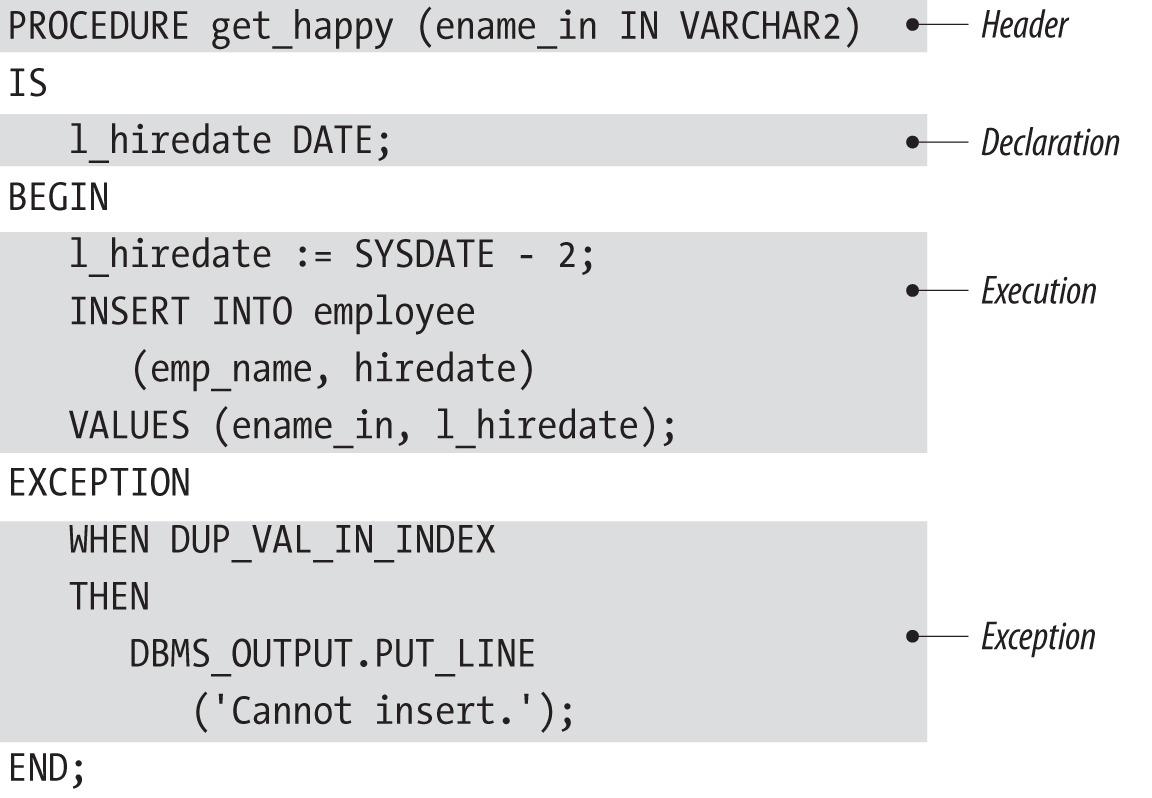 PROCEDURE get_happy (ename_in IN VARCHAR2) Header
IS
l_hiredate DATE; Declaration
BEGIN
l_hiredate := SYSDATE - 2;
INSERT INTO employee Execution
(emp_name, hiredate)
VALUES (ename_in, l_hiredate);
EXCEPTION
WHEN DUP_VAL_IN_INDEX
THEN
DBMS_OUTPUT.PUT_LINE Exception
('Cannot insert.');
END;